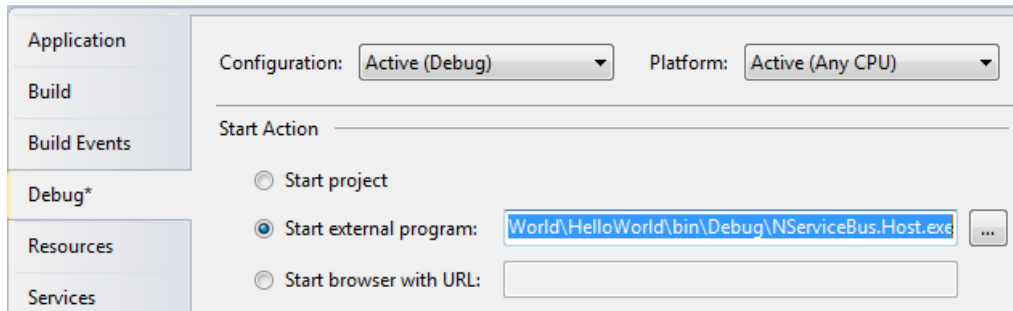 Application
Build
Build Events
Debug*
Resources
Services
Configuration: Active (Debug) Platform: Active (Any CPU)
Start Action
Start project
Start external program: World\HelloWorld\bin\Debug\NServiceBus.Host.exe ...
Start browser with URL: